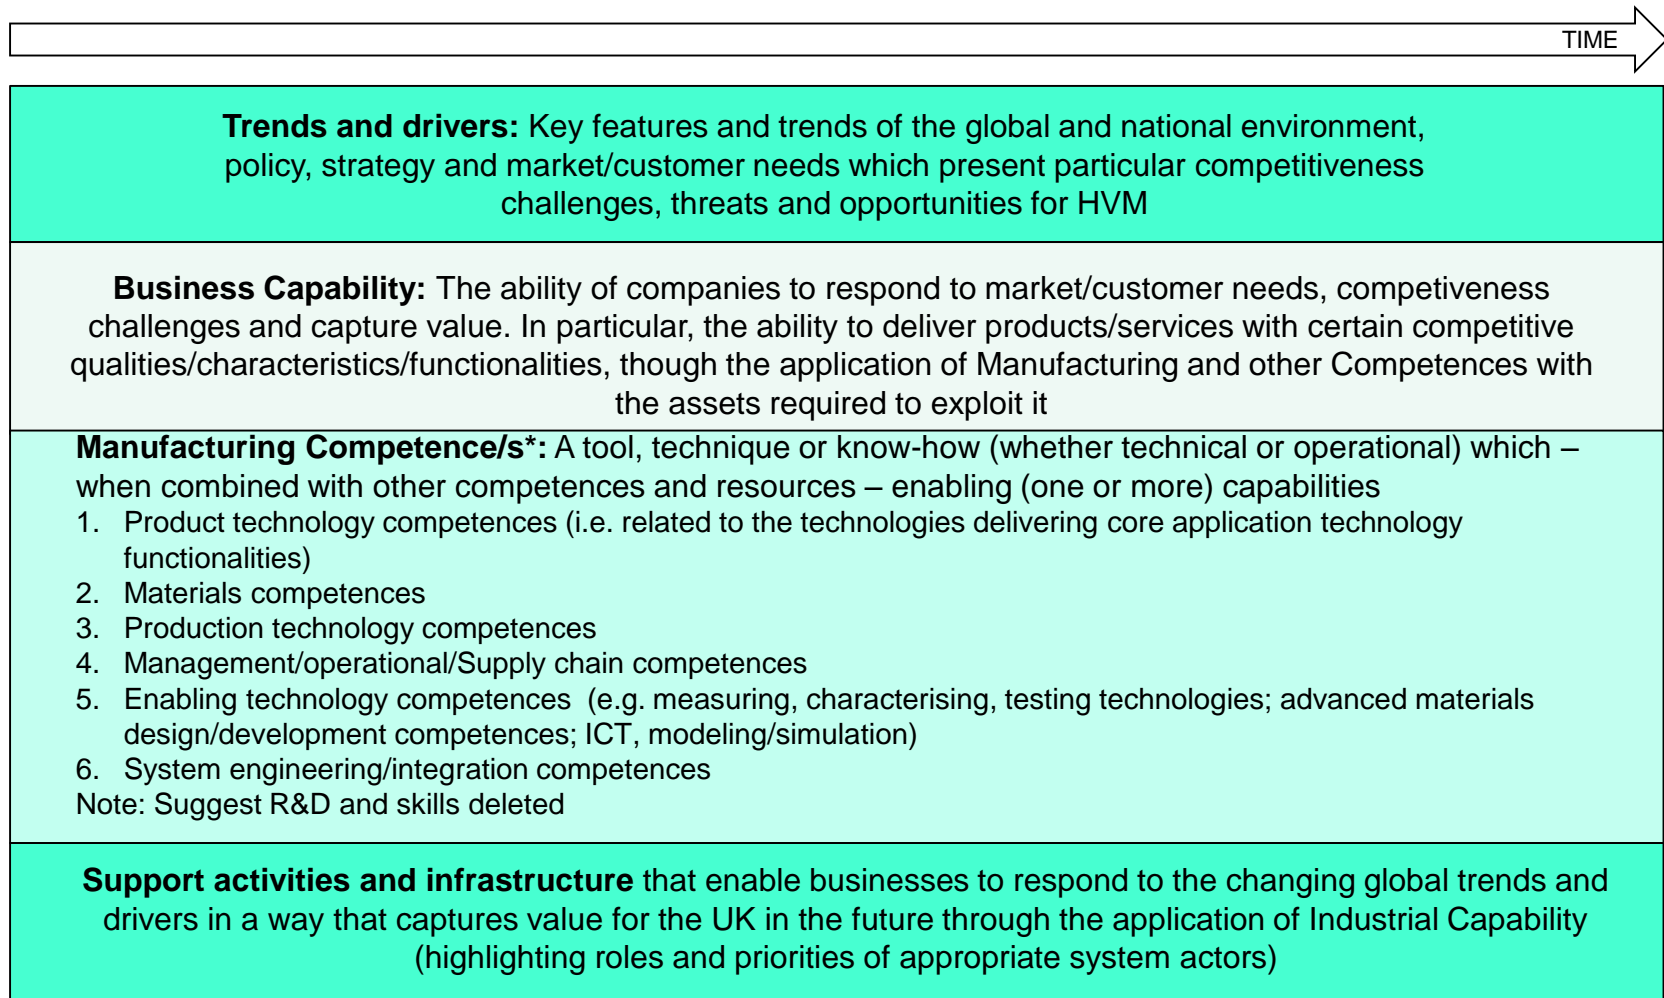 TIME
Trends and drivers: Key features and trends of the global and national environment,
policy, strategy and market/customer needs which present particular competitiveness
challenges, threats and opportunities for HVM
Business Capability: The ability of companies to respond to market/customer needs, competiveness
challenges and capture value. In particular, the ability to deliver products/services with certain competitive
qualities/characteristics/functionalities, though the application of Manufacturing and other Competences with
the assets required to exploit it
Manufacturing Competence/s*: A tool, technique or know-how (whether technical or operational) which –
when combined with other competences and resources – enabling (one or more) capabilities
1. Product technology competences (i.e. related to the technologies delivering core application technology
functionalities)
2. Materials competences
3. Production technology competences
4. Management/operational/Supply chain competences
5. Enabling technology competences (e.g. measuring, characterising, testing technologies; advanced materials
design/development competences; ICT, modeling/simulation)
6. System engineering/integration competences
Note: Suggest R&D and skills deleted
Support activities and infrastructure that enable businesses to respond to the changing global trends and
drivers in a way that captures value for the UK in the future through the application of Industrial Capability
(highlighting roles and priorities of appropriate system actors)